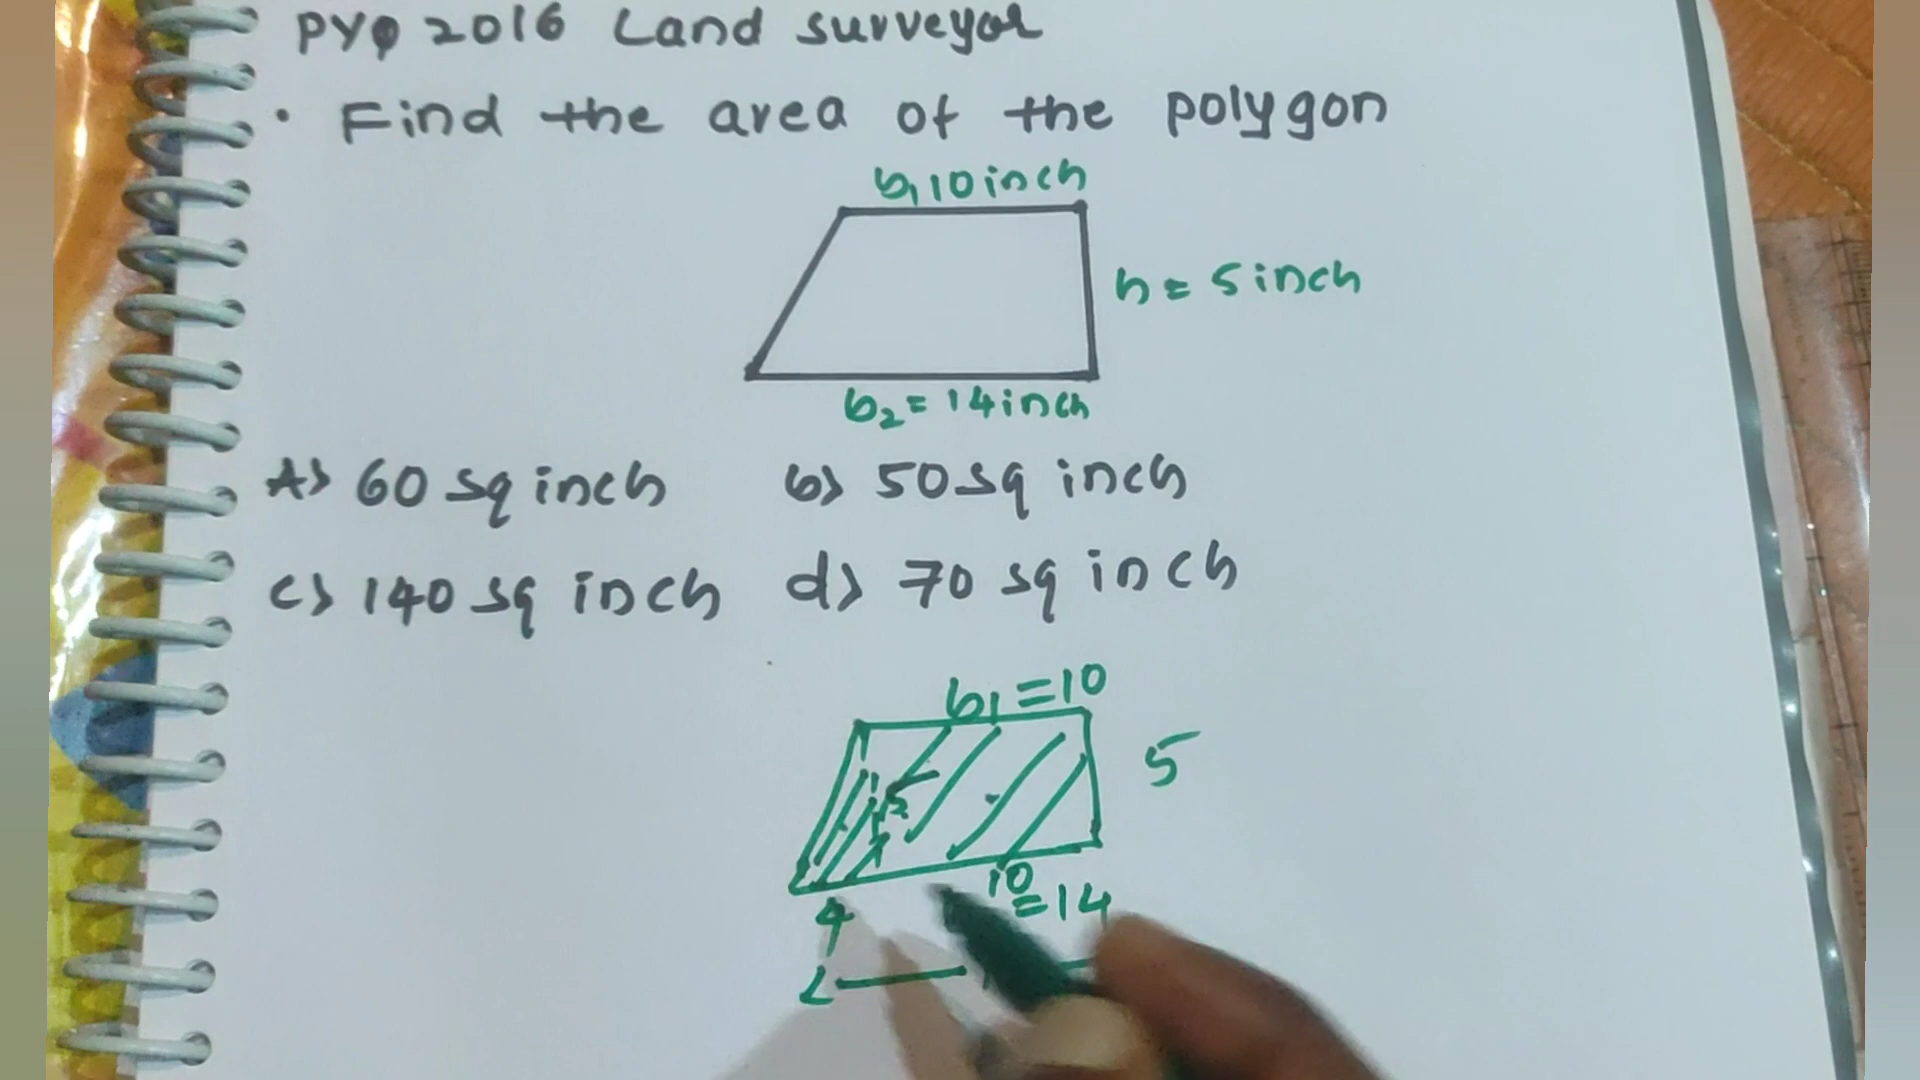 PYQ 2016 Land surveyor
• Find the area of the polygon
b1 10 inch
h = 5 inch
b2 = 14 inch
A) 60 sq inch b) 50 sq inch
c) 140 sq inch d) 70 sq inch
b1 = 10
5
10
4 = 14